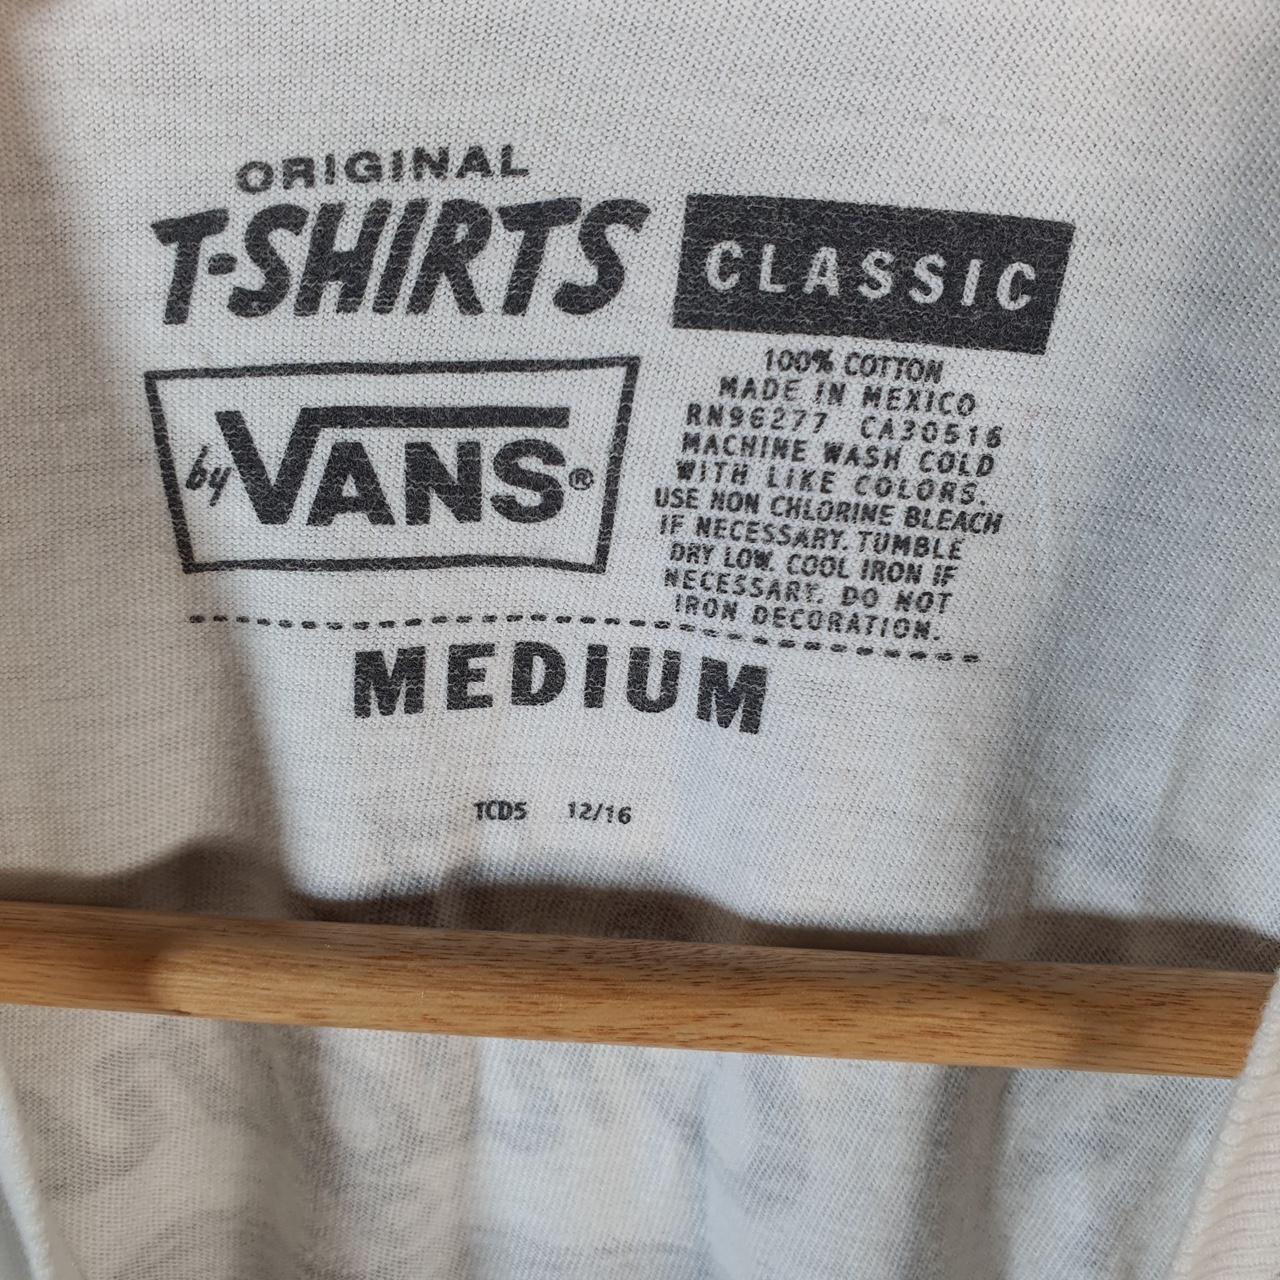 ORIGINAL
T-SHIRTS
by VANS®
CLASSIC
100% COTTON
MADE IN MEXICO
RN96277 CA30516
MACHINE WASH COLD
WITH LIKE COLORS.
USE NON CHLORINE BLEACH
IF NECESSARY. TUMBLE
DRY LOW. COOL IRON IF
NECESSARY. DO NOT
IRON DECORATION.
MEDIUM
TCD5 12/16